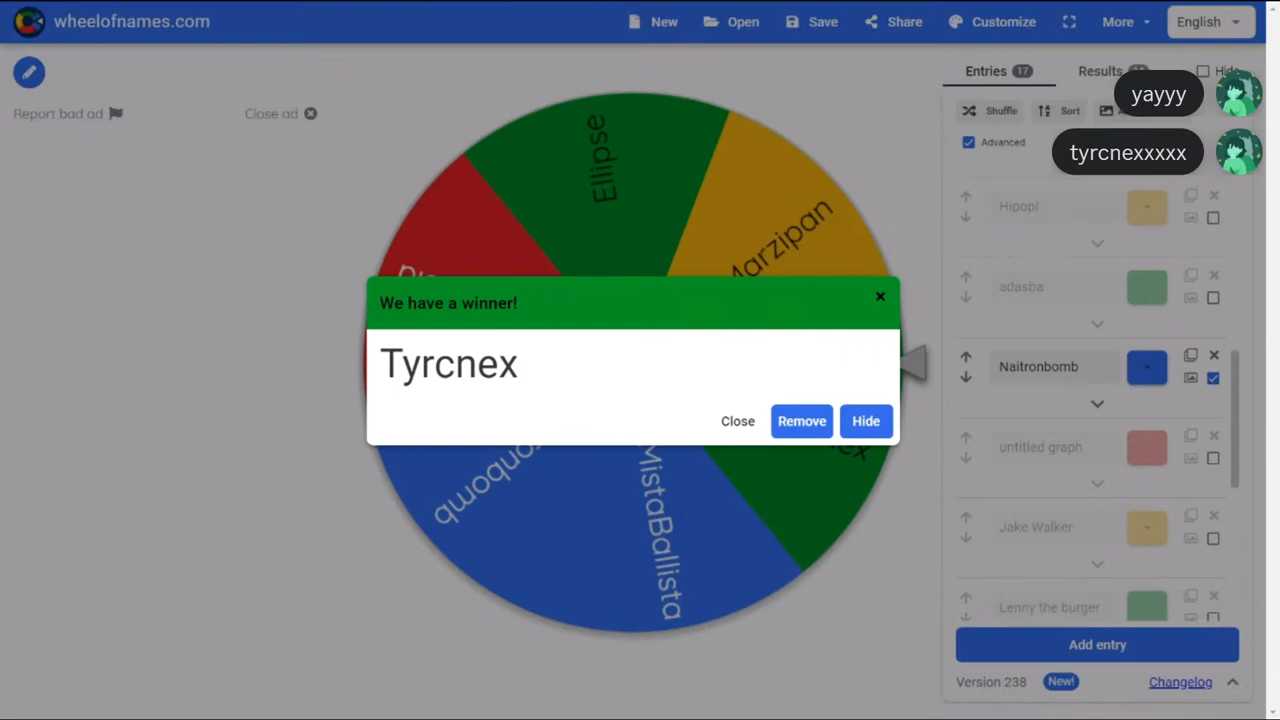 wheelofnames.com
New
Open
Save
Share
Customize
More
English
Report bad ad
Close ad
Entries 17
Results
yayyy
tyrcnexxxxx
Shuffle
Sort
Advanced
Ellipse
Marzipan
Hipopi
adasba
Naitronbomb
untitled graph
Jake Walker
Lenny the burger
We have a winner!
Tyrcnex
Close
Remove
Hide
MistaBallista
Add entry
Version 238
New!
Changelog